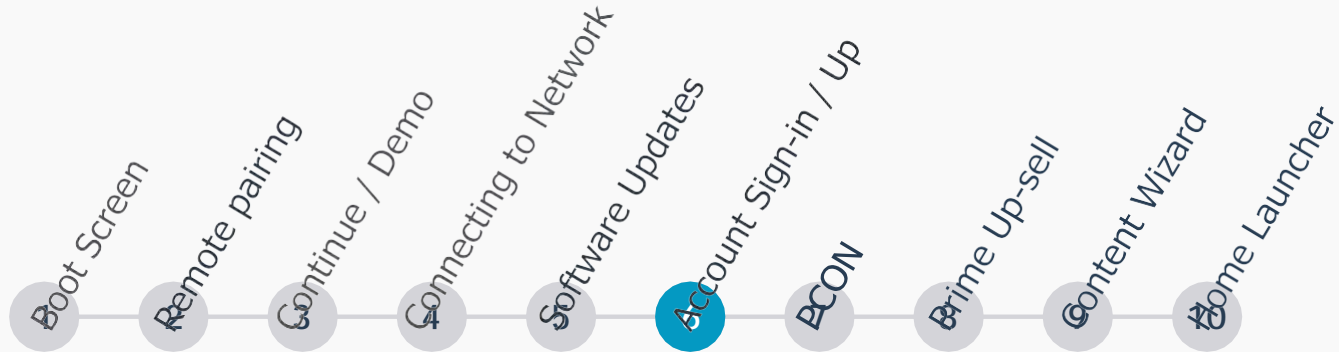 Boot Screen
Remote pairing
Continue / Demo
Connecting to Network
Software Updates
Account Sign-in / Up
PCON
Prime Up-sell
Content Wizard
Home Launcher
1
2
3
4
5
6
7
8
9
10